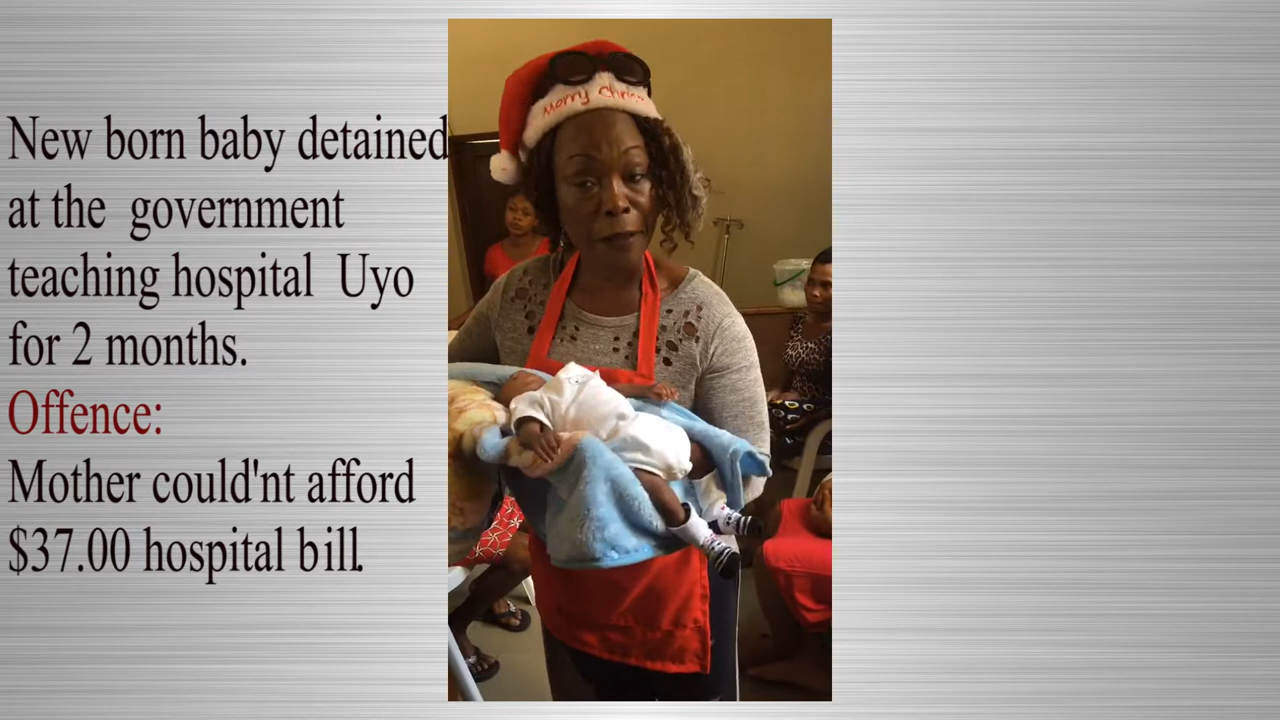 New born baby detained
at the government
teaching hospital Uyo
for 2 months.
Offence:
Mother could'nt afford
$37.00 hospital bill.
Merry